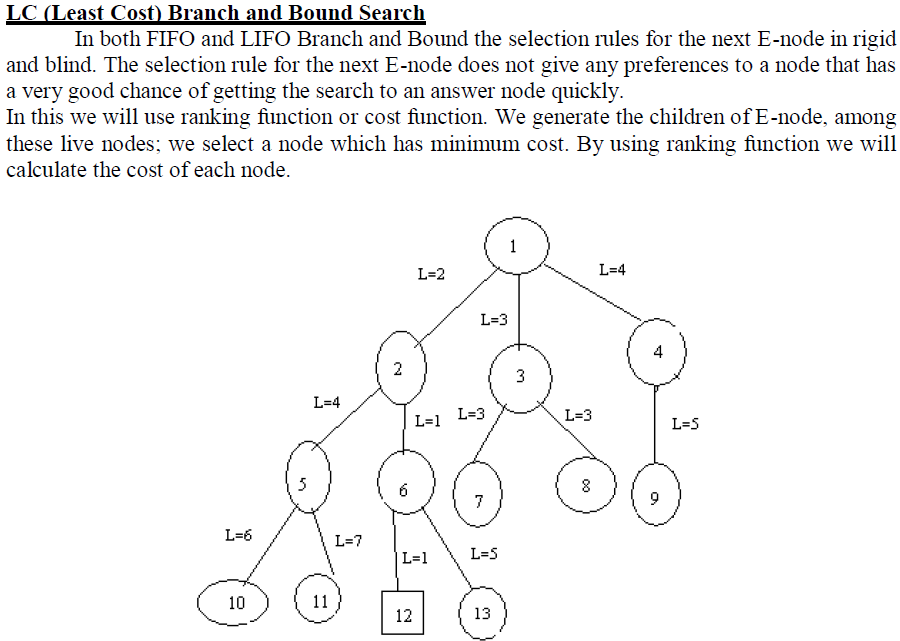 LC (Least Cost) Branch and Bound Search
In both FIFO and LIFO Branch and Bound the selection rules for the next E-node in rigid
and blind. The selection rule for the next E-node does not give any preferences to a node that has
a very good chance of getting the search to an answer node quickly.
In this we will use ranking function or cost function. We generate the children of E-node, among
these live nodes; we select a node which has minimum cost. By using ranking function we will
calculate the cost of each node.
1
L=2
L=4
L=3
2
3
4
L=4
L=1
L=3
L=3
L=5
5
6
7
8
9
L=6
L=7
L=1
L=5
10
11
12
13